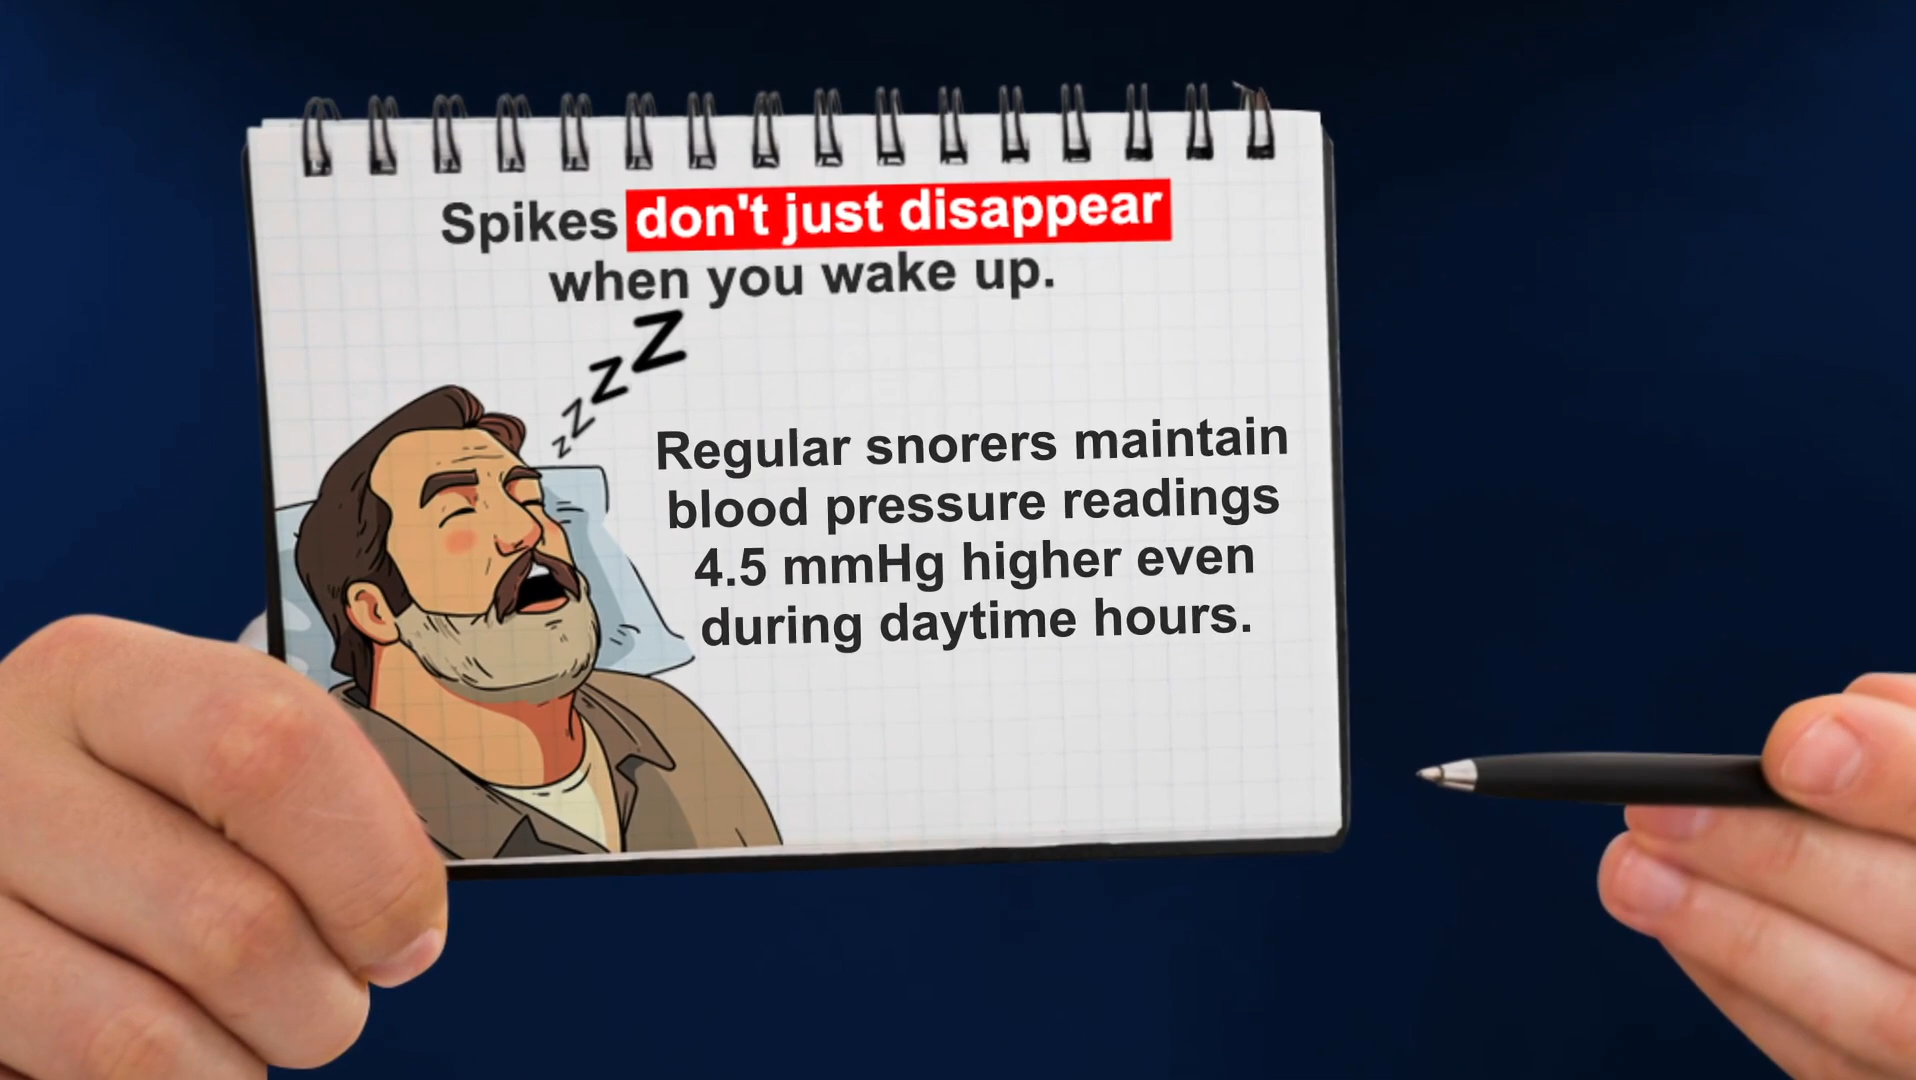 Spikes don't just disappear
when you wake up.
z z z Z
Regular snorers maintain
blood pressure readings
4.5 mmHg higher even
during daytime hours.